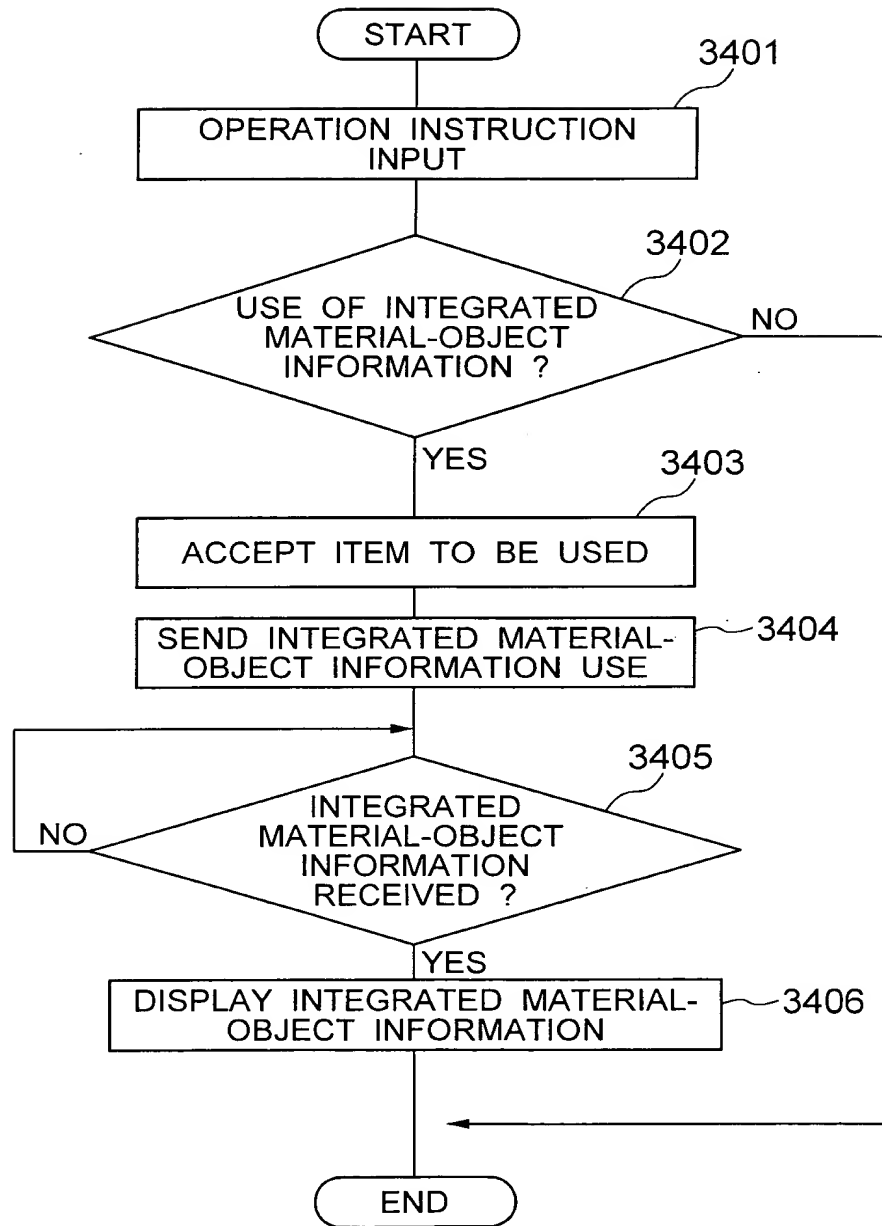 START
3401
OPERATION INSTRUCTION
INPUT
3402
USE OF INTEGRATED
MATERIAL-OBJECT
INFORMATION ?
NO
YES
3403
ACCEPT ITEM TO BE USED
SEND INTEGRATED MATERIAL-
OBJECT INFORMATION USE
3404
3405
INTEGRATED
MATERIAL-OBJECT
INFORMATION
RECEIVED ?
NO
YES
DISPLAY INTEGRATED MATERIAL-
OBJECT INFORMATION
3406
END